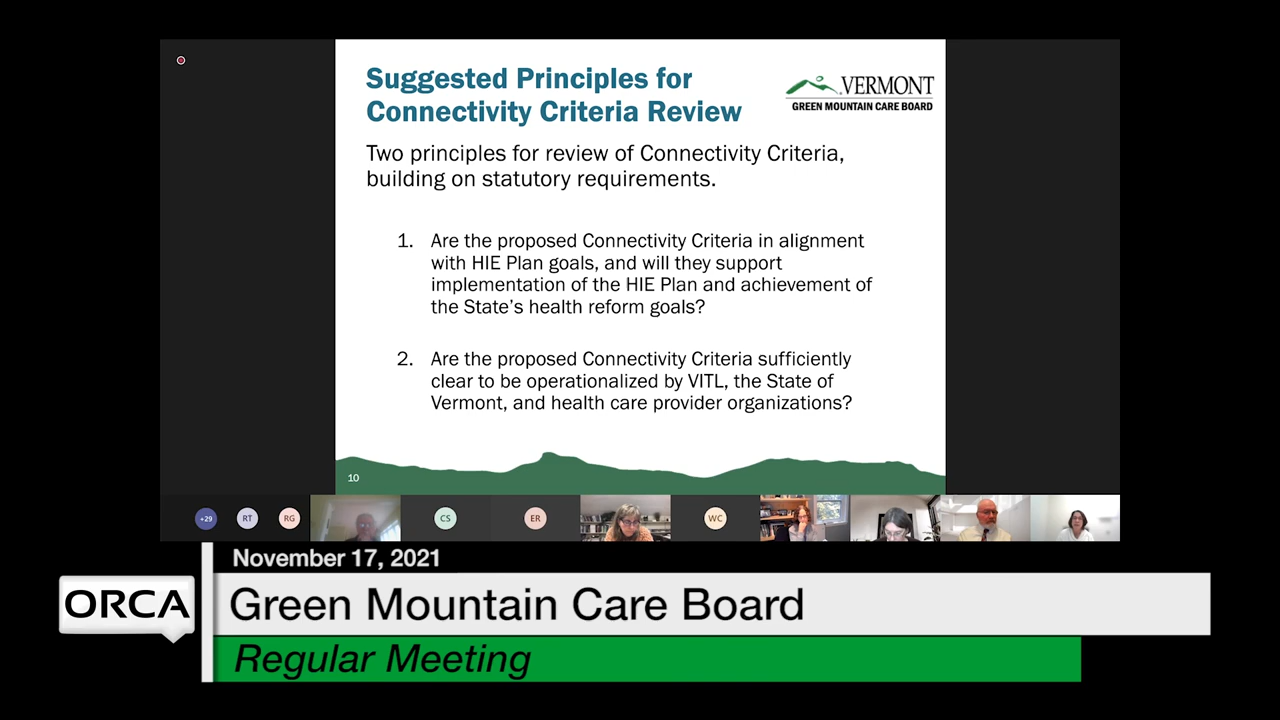 Suggested Principles for
Connectivity Criteria Review
VERMONT
GREEN MOUNTAIN CARE BOARD
Two principles for review of Connectivity Criteria,
building on statutory requirements.
1. Are the proposed Connectivity Criteria in alignment
with HIE Plan goals, and will they support
implementation of the HIE Plan and achievement of
the State's health reform goals?
2. Are the proposed Connectivity Criteria sufficiently
clear to be operationalized by VITL, the State of
Vermont, and health care provider organizations?
10
+29 RT RG CS ER WC
November 17, 2021
ORCA
Green Mountain Care Board
Regular Meeting